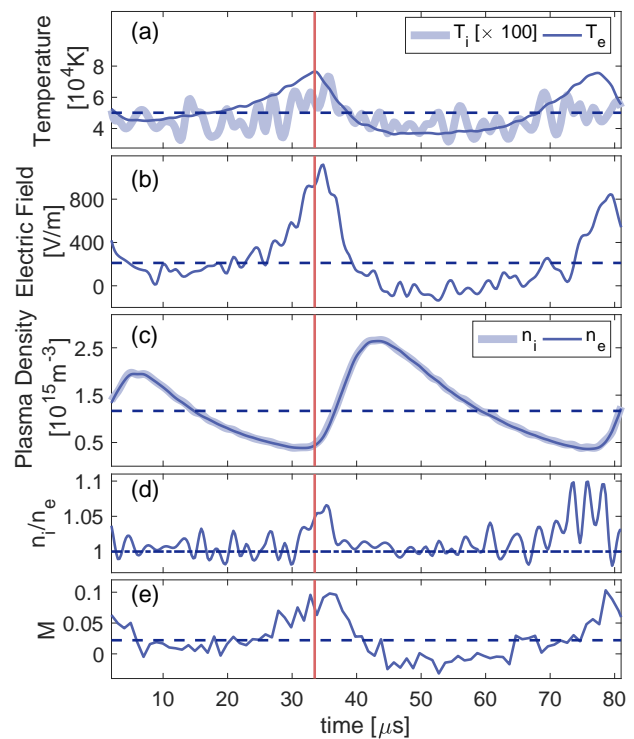 (a)
T_i [× 100] T_e
Temperature
[10^4K]
8
6
4
(b)
Electric Field
[V/m]
800
400
0
(c)
n_i n_e
Plasma Density
[10^15m^-3]
2.5
1.5
0.5
(d)
n_i/n_e
1.1
1.05
1
(e)
M
0.1
0.05
0
10 20 30 40 50 60 70 80
time [μs]